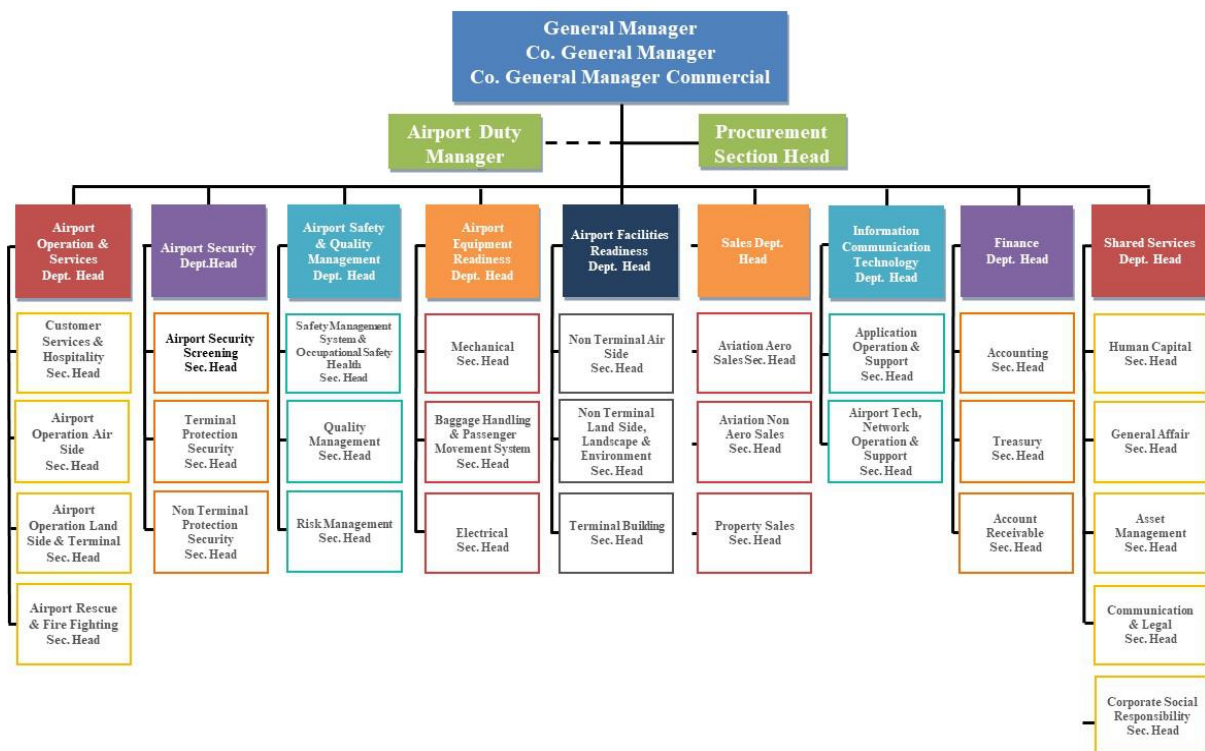 General Manager
Co. General Manager
Co. General Manager Commercial
Airport Duty
Manager
Procurement
Section Head
Airport
Operation &
Services
Dept. Head
Airport Security
Dept.Head
Airport Safety
& Quality
Management
Dept. Head
Airport
Equipment
Readiness
Dept. Head
Airport Facilities
Readiness
Dept. Head
Sales Dept.
Head
Information
Communication
Technology
Dept. Head
Finance
Dept. Head
Shared Services
Dept. Head
Customer
Services &
Hospitality
Sec. Head
Airport Security
Screening
Sec. Head
Safety Management
System &
Occupational Safety
Health
Sec. Head
Mechanical
Sec. Head
Non Terminal Air
Side
Sec. Head
Aviation Aero
Sales Sec. Head
Application
Operation &
Support
Sec. Head
Accounting
Sec. Head
Human Capital
Sec. Head
Airport
Operation Air
Side
Sec. Head
Terminal
Protection
Security
Sec. Head
Quality
Management
Sec. Head
Baggage Handling
& Passenger
Movement System
Sec. Head
Non Terminal
Land Side,
Landscape &
Environment
Sec. Head
Aviation Non
Aero Sales
Sec. Head
Airport Tech,
Network
Operation &
Support
Sec. Head
Treasury
Sec. Head
General Affair
Sec. Head
Airport
Operation Land
Side & Terminal
Sec. Head
Non Terminal
Protection
Security
Sec. Head
Risk Management
Sec. Head
Electrical
Sec. Head
Terminal Building
Sec. Head
Property Sales
Sec. Head
Account
Receivable
Sec. Head
Asset
Management
Sec. Head
Airport Rescue
& Fire Fighting
Sec. Head
Communication
& Legal
Sec. Head
Corporate Social
Responsibility
Sec. Head